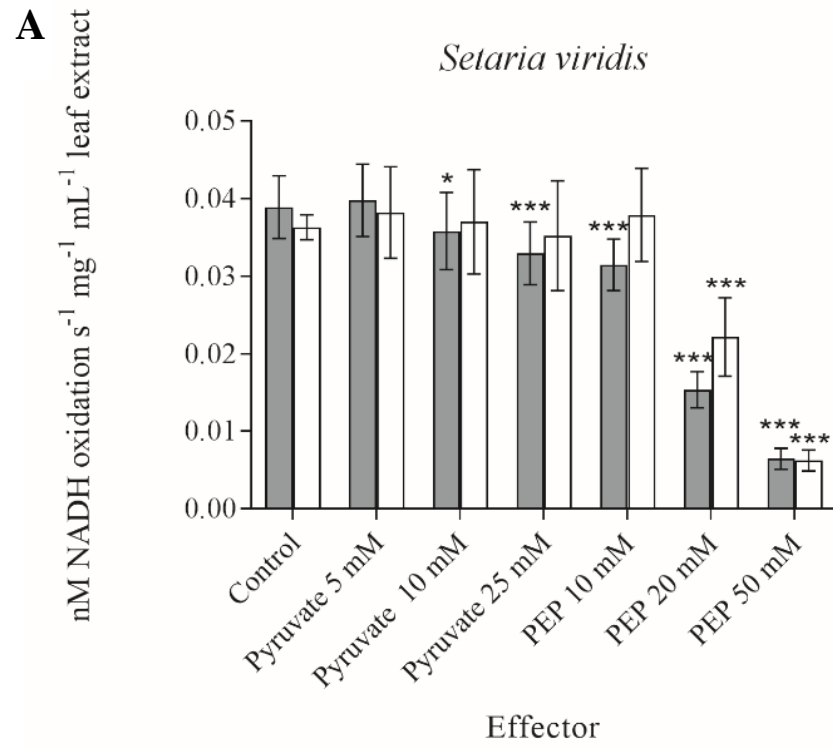 A
Setaria viridis
nM NADH oxidation s⁻¹ mg⁻¹ mL⁻¹ leaf extract
0.05
0.04
0.03
0.02
0.01
0.00
*
***
***
***
***
***
***
Control
Pyruvate 5 mM
Pyruvate 10 mM
Pyruvate 25 mM
PEP 10 mM
PEP 20 mM
PEP 50 mM
Effector